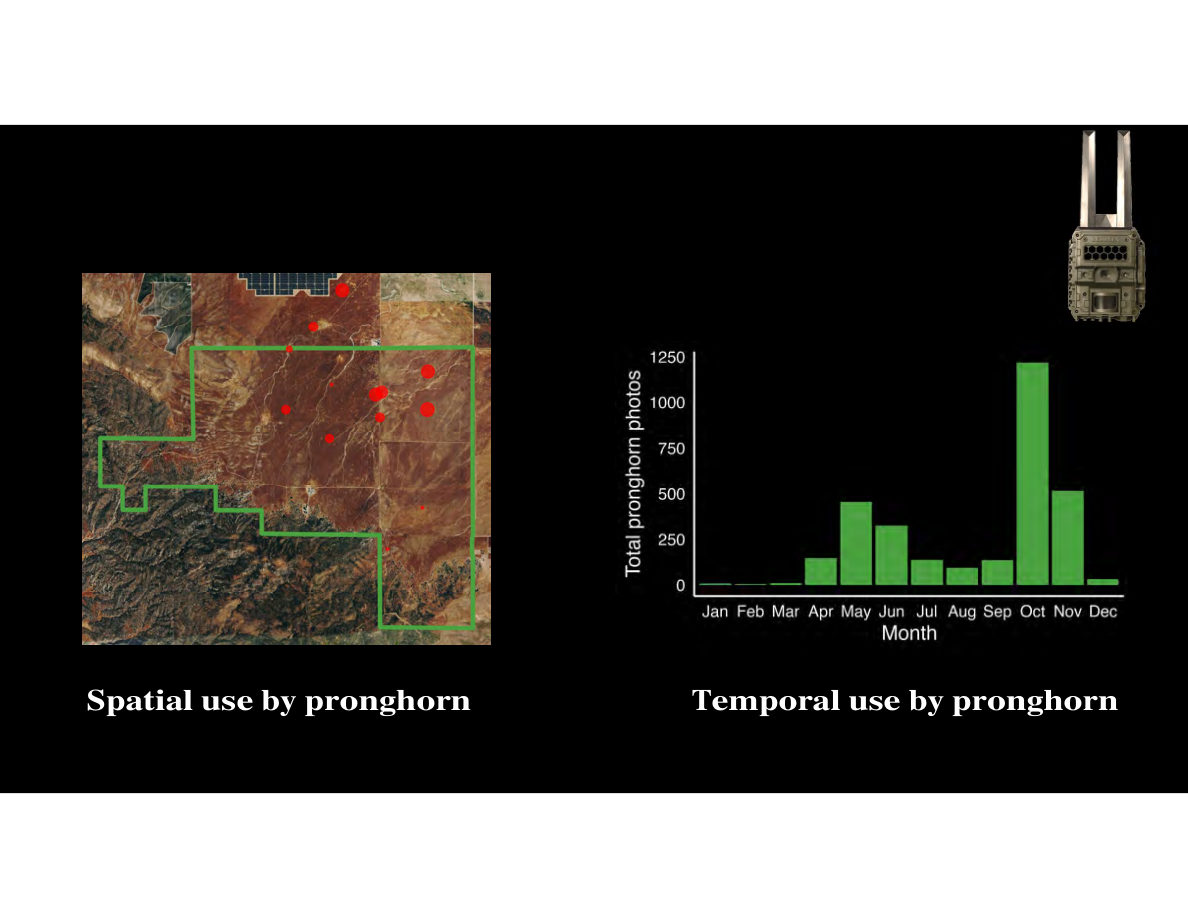 1250
1000
750
500
250
0
Total pronghorn photos
Jan Feb Mar Apr May Jun Jul Aug Sep Oct Nov Dec
Month
Spatial use by pronghorn
Temporal use by pronghorn